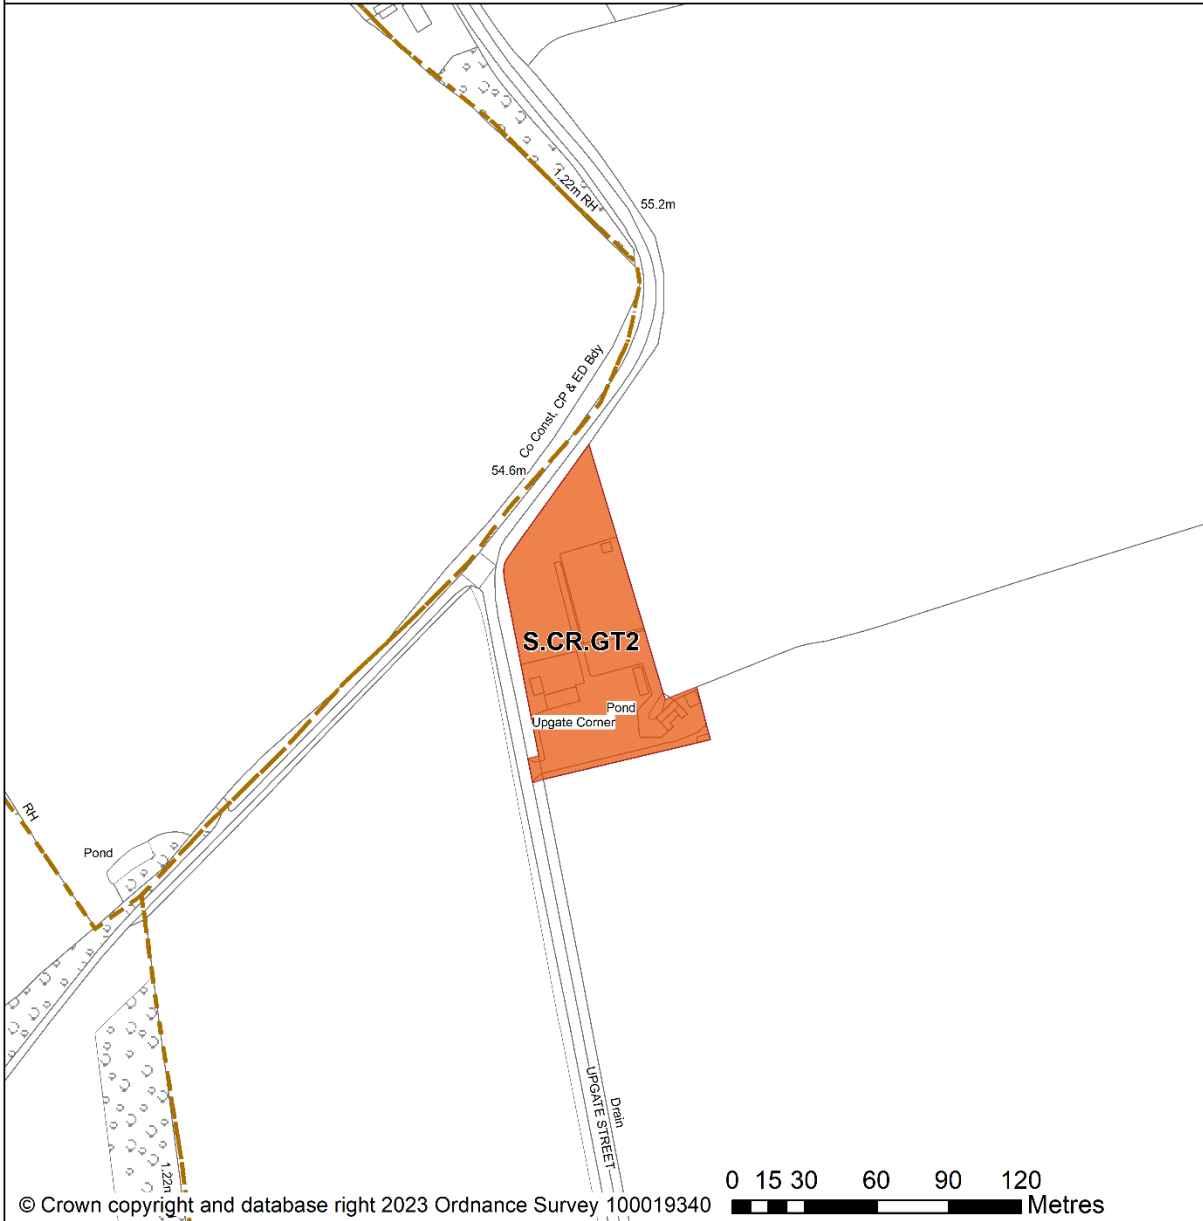 1.22m RH
55.2m
Co Const, CP & ED Bdy
54.6m
S.CR.GT2
Pond
Upgate Corner
RH
Pond
Drain
UPGATE STREET
1.22m
0 15 30 60 90 120
Metres
© Crown copyright and database right 2023 Ordnance Survey 100019340